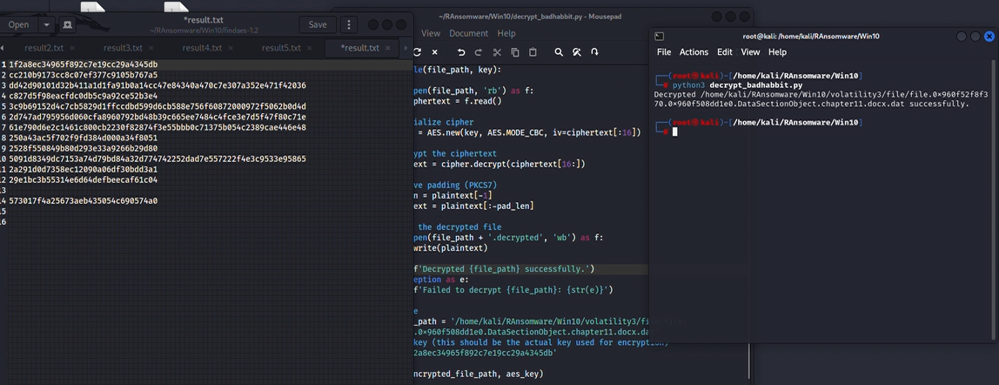 Open
*result.txt
~/RAnsomware/Win10/findaes-1.2
Save
result2.txt
result3.txt
result4.txt
result5.txt
*result.txt
1 1f2a8ec34965f892c7e19cc29a4345db
2 cc210b9173cc8c07ef377c9105b767a5
3 dd42d90101d32b411a1d1fa91b0a14cc47e84340a470c7e307a352e471f42036
4 c827d5f98eacfdc0db5c9a92ce52b3e4
5 3c9b69152d4c7cb5829d1ffccdbd599d6cb588e756f60872000972f5062b0d4d
6 2d747ad795956d060cfa8960792bd48b39c665ee7484c4fce3e7d5f47f80c71e
7 61e790d6e2c1461c800cb2230f82874f3e55bbb0c71375b054c2389cae446e48
8 250a43ac5f702f9fd384d000a34f8051
9 2528f550849b80d293e33a9266b29d80
10 5091d8349dc7153a74d79bd84a32d774742252dad7e557222f4e3c9533e95865
11 2a291d0d7358ec12090a06df30bdd3a1
12 29e1bc3b55314e6d64defbeecaf61c04
13
14 573017f4a25673aeb435054c690574a0
15
16
~/RAnsomware/Win10/decrypt_badhabbit.py - Mousepad
View Document Help
le(file_path, key):
pen(file_path, 'rb') as f:
phertext = f.read()
ialize cipher
= AES.new(key, AES.MODE_CBC, iv=ciphertext[:16])
ypt the ciphertext
ext = cipher.decrypt(ciphertext[16:])
ve padding (PKCS7)
n = plaintext[-1]
ext = plaintext[:-pad_len]
the decrypted file
pen(file_path + '.decrypted', 'wb') as f:
write(plaintext)
f'Decrypted {file_path} successfully.')
eption as e:
f'Failed to decrypt {file_path}: {str(e)}')
e
_path = '/home/kali/RAnsomware/Win10/volatility3/fi
.0×960f508dd1e0.DataSectionObject.chapter11.docx.da
key (this should be the actual key used for encryption)
2a8ec34965f892c7e19cc29a4345db'
ncrypted_file_path, aes_key)
root@kali: /home/kali/RAnsomware/Win10
File Actions Edit View Help
(root㉿kali)-[/home/kali/RAnsomware/Win10]
# python3 decrypt_badhabbit.py
Decrypted /home/kali/RAnsomware/Win10/volatility3/file/file.0×960f52f8f3
70.0×960f508dd1e0.DataSectionObject.chapter11.docx.dat successfully.
(root㉿kali)-[/home/kali/RAnsomware/Win10]
#